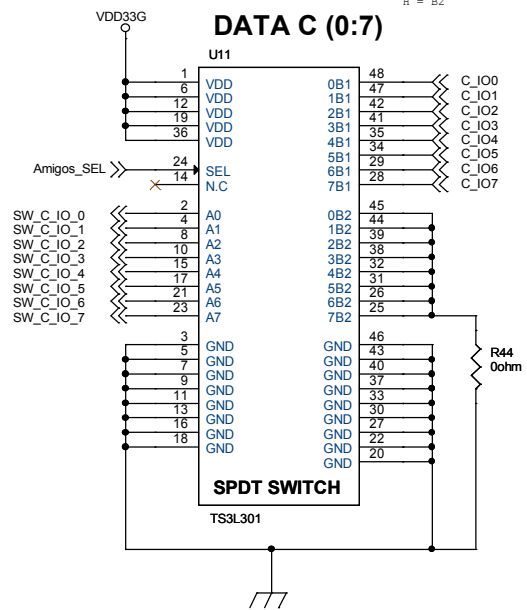 H = B2
DATA C (0:7)
VDD33G
U11
1 VDD 0B1 48 C_IO0
6 VDD 1B1 47 C_IO1
12 VDD 2B1 42 C_IO2
19 VDD 3B1 41 C_IO3
36 VDD 4B1 35 C_IO4
5B1 34 C_IO5
Amigos_SEL 24 SEL 6B1 29 C_IO6
14 N.C 7B1 28 C_IO7
SW_C_IO_0 2 A0 0B2 45
SW_C_IO_1 4 A1 1B2 44
SW_C_IO_2 8 A2 2B2 39
SW_C_IO_3 10 A3 3B2 38
SW_C_IO_4 15 A4 4B2 32
SW_C_IO_5 17 A5 5B2 31
SW_C_IO_6 21 A6 6B2 26
SW_C_IO_7 23 A7 7B2 25
3 GND GND 46
5 GND GND 43
7 GND GND 40
9 GND GND 37
11 GND GND 33
13 GND GND 30
16 GND GND 27
18 GND GND 22
GND 20
R44
0ohm
SPDT SWITCH
TS3L301